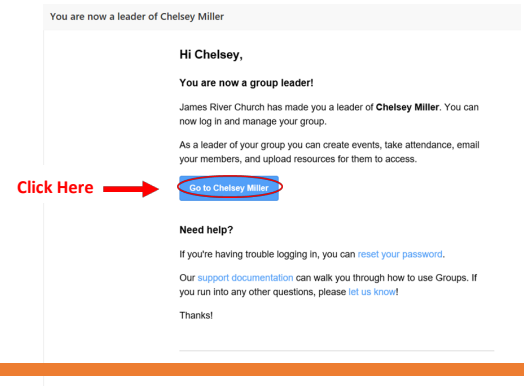 You are now a leader of Chelsey Miller
Hi Chelsey,
You are now a group leader!
James River Church has made you a leader of Chelsey Miller. You can
now log in and manage your group.
As a leader of your group you can create events, take attendance, email
your members, and upload resources for them to access.
Click Here
Go to Chelsey Miller
Need help?
If you're having trouble logging in, you can reset your password.
Our support documentation can walk you through how to use Groups. If
you run into any other questions, please let us know!
Thanks!